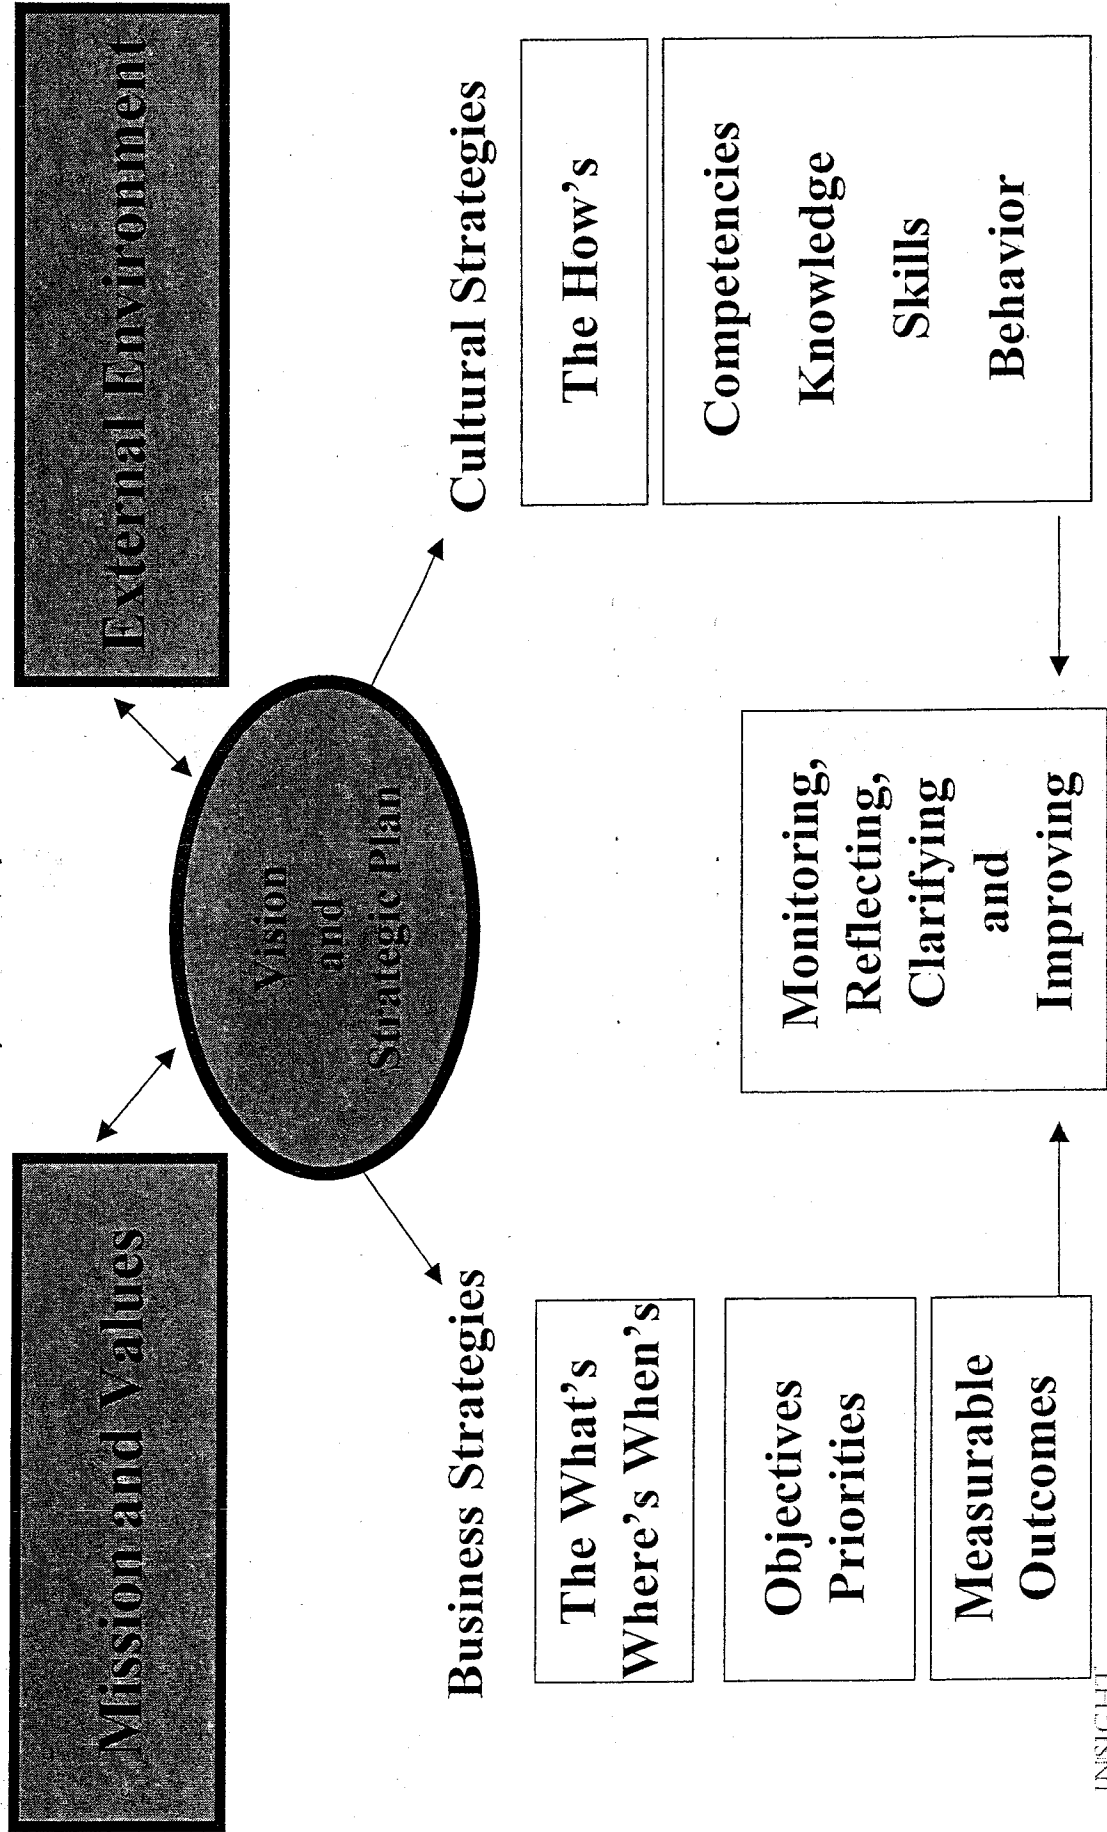 Mission and Values
External Environment
Vision
and
Strategic Plan
Business Strategies
Cultural Strategies
The What's
Where's When's
Objectives
Priorities
Measurable
Outcomes
The How's
Competencies
Knowledge
Skills
Behavior
Monitoring,
Reflecting,
Clarifying
and
Improving
INSIGHT